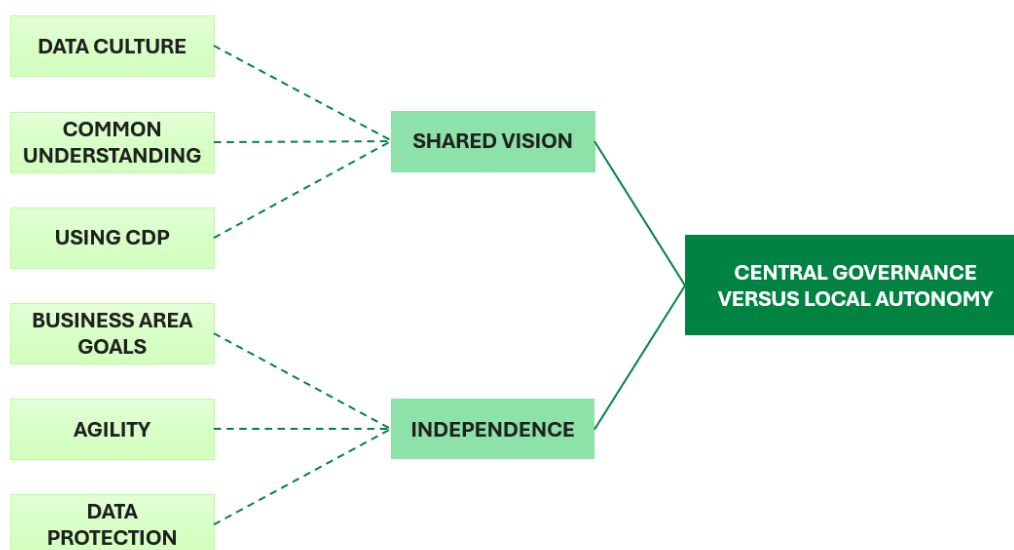 DATA CULTURE
COMMON
UNDERSTANDING
USING CDP
BUSINESS AREA
GOALS
AGILITY
DATA
PROTECTION
SHARED VISION
INDEPENDENCE
CENTRAL GOVERNANCE
VERSUS LOCAL AUTONOMY